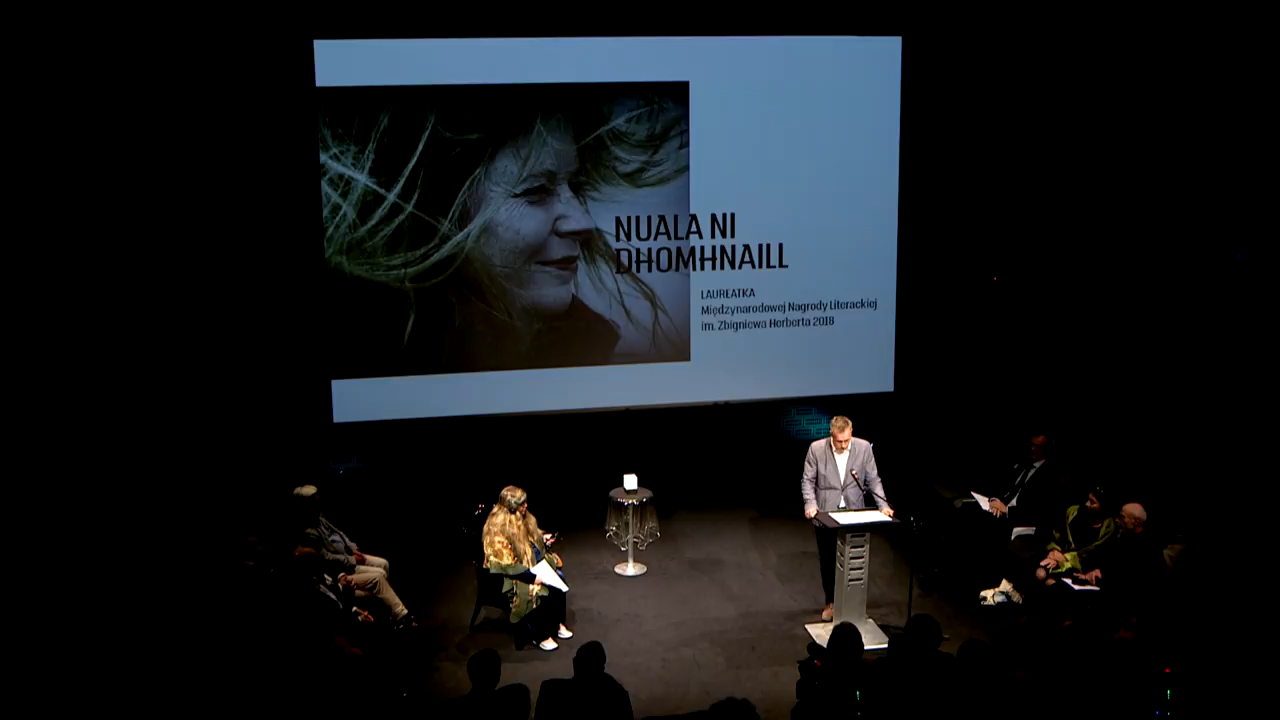 NUALA NI
DHOMHNAILL
LAUREATKA
Międzynarodowej Nagrody Literackiej
im. Zbigniewa Herberta 2018